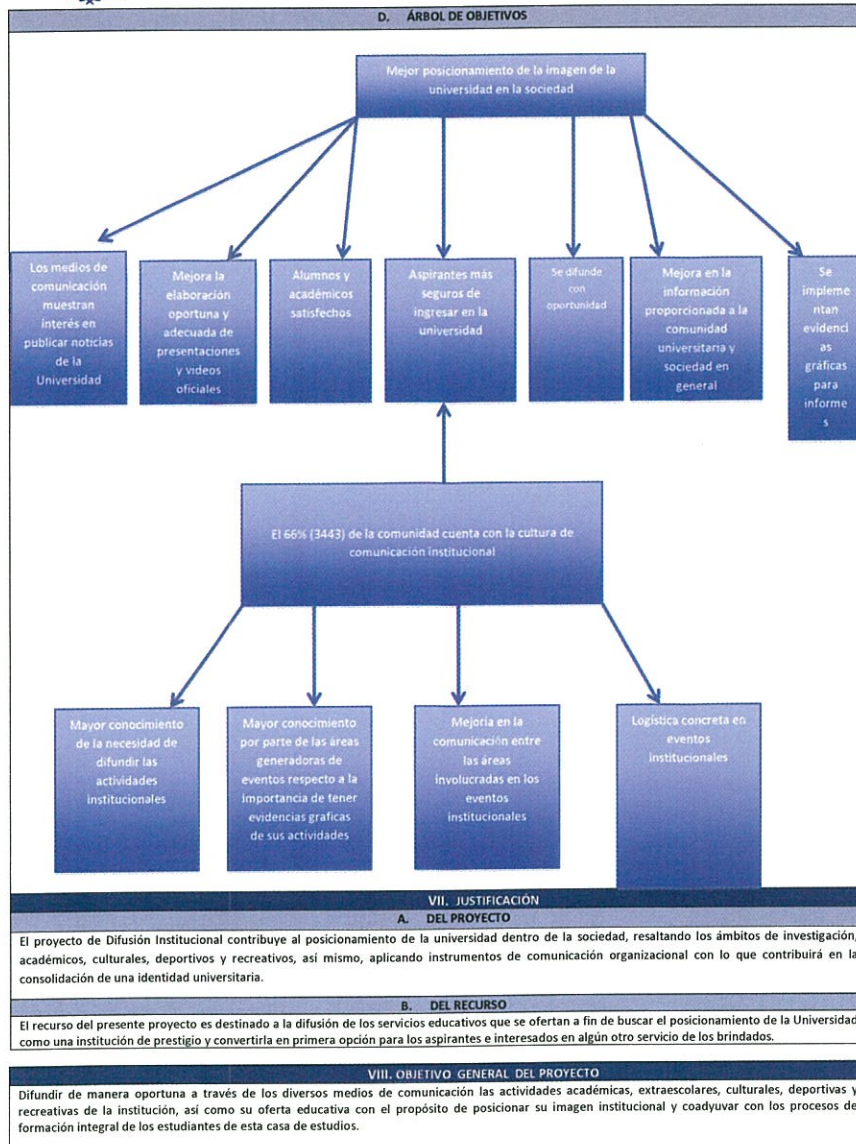 D. ÁRBOL DE OBJETIVOS
Mejor posicionamiento de la imagen de la
universidad en la sociedad
Los medios de
comunicación
muestran
interés en
publicar noticias
de la
Universidad
Mejora la
elaboración
oportuna y
adecuada de
presentaciones
y videos
oficiales
Alumnos y
académicos
satisfechos
Aspirantes más
seguros de
ingresar en la
universidad
Se difunde
con
oportunidad
Mejora en la
información
proporcionada a la
comunidad
universitaria y
sociedad en
general
Se
impleme
ntan
evidenci
as
gráficas
para
informe
s
El 66% (3443) de la comunidad cuenta con la cultura de
comunicación institucional
Mayor conocimiento
de la necesidad de
difundir las
actividades
institucionales
Mayor conocimiento
por parte de las áreas
generadoras de
eventos respecto a la
importancia de tener
evidencias graficas
de sus actividades
Mejoría en la
comunicación entre
las áreas
involucradas en los
eventos
institucionales
Logística concreta en
eventos
institucionales
VII. JUSTIFICACIÓN
A. DEL PROYECTO
El proyecto de Difusión Institucional contribuye al posicionamiento de la universidad dentro de la sociedad, resaltando los ámbitos de investigación,
académicos, culturales, deportivos y recreativos, así mismo, aplicando instrumentos de comunicación organizacional con lo que contribuirá en la
consolidación de una identidad universitaria.
B. DEL RECURSO
El recurso del presente proyecto es destinado a la difusión de los servicios educativos que se ofertan a fin de buscar el posicionamiento de la Universidad
como una institución de prestigio y convertirla en primera opción para los aspirantes e interesados en algún otro servicio de los brindados.
VIII. OBJETIVO GENERAL DEL PROYECTO
Difundir de manera oportuna a través de los diversos medios de comunicación las actividades académicas, extraescolares, culturales, deportivas y
recreativas de la institución, así como su oferta educativa con el propósito de posicionar su imagen institucional y coadyuvar con los procesos de
formación integral de los estudiantes de esta casa de estudios.